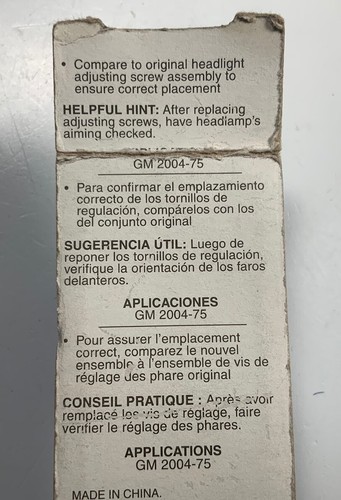 • Compare to original headlight
adjusting screw assembly to
ensure correct placement
HELPFUL HINT: After replacing
adjusting screws, have headlamp's
aiming checked.
GM 2004-75
• Para confirmar el emplazamiento
correcto de los tornillos de
regulación, compárelos con los
del conjunto original
SUGERENCIA ÚTIL: Luego de
reponer los tornillos de regulación,
verifique la orientación de los faros
delanteros.
APLICACIONES
GM 2004-75
• Pour assurer l'emplacement
correct, comparez le nouvel
ensemble à l'ensemble de vis de
réglage des phare original
CONSEIL PRATIQUE : Après avoir
remplacé les vis de réglage, faire
vérifier le réglage des phares.
APPLICATIONS
GM 2004-75
MADE IN CHINA.